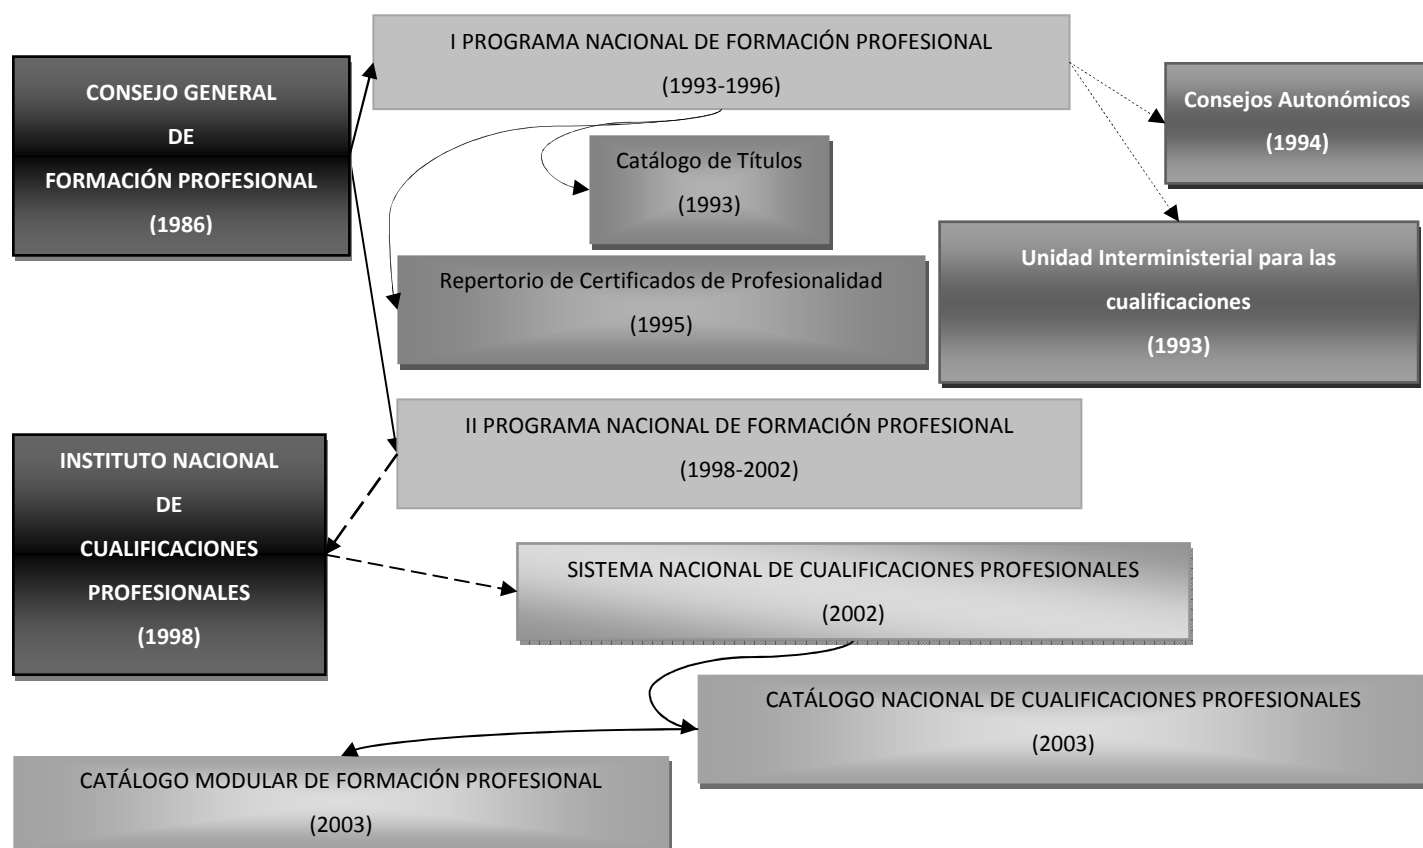 I PROGRAMA NACIONAL DE FORMACIÓN PROFESIONAL
(1993-1996)
CONSEJO GENERAL
DE
FORMACIÓN PROFESIONAL
(1986)
Consejos Autonómicos
(1994)
Catálogo de Títulos
(1993)
Unidad Interministerial para las
cualificaciones
(1993)
Repertorio de Certificados de Profesionalidad
(1995)
II PROGRAMA NACIONAL DE FORMACIÓN PROFESIONAL
(1998-2002)
INSTITUTO NACIONAL
DE
CUALIFICACIONES
PROFESIONALES
(1998)
SISTEMA NACIONAL DE CUALIFICACIONES PROFESIONALES
(2002)
CATÁLOGO NACIONAL DE CUALIFICACIONES PROFESIONALES
(2003)
CATÁLOGO MODULAR DE FORMACIÓN PROFESIONAL
(2003)